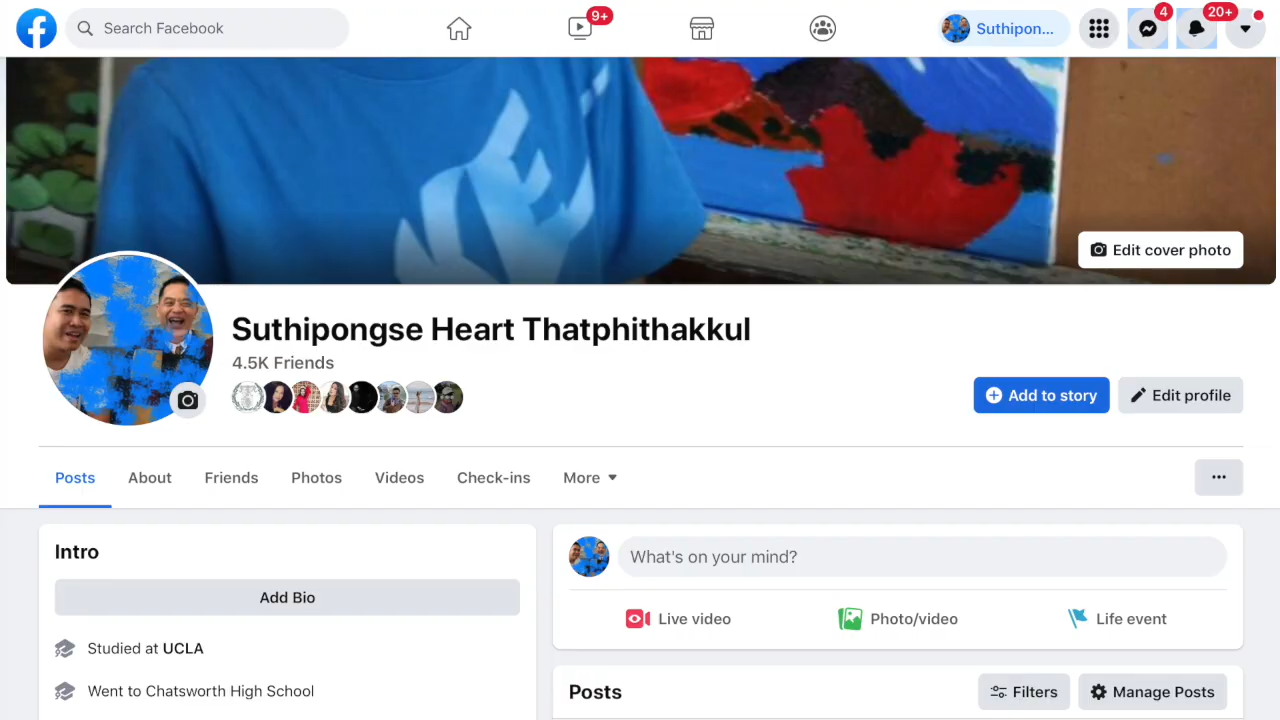 Search Facebook
9+
Suthipon...
4
20+
Edit cover photo
Suthipongse Heart Thatphithakkul
4.5K Friends
Add to story
Edit profile
Posts
About
Friends
Photos
Videos
Check-ins
More
Intro
Add Bio
Studied at UCLA
Went to Chatsworth High School
What's on your mind?
Live video
Photo/video
Life event
Posts
Filters
Manage Posts